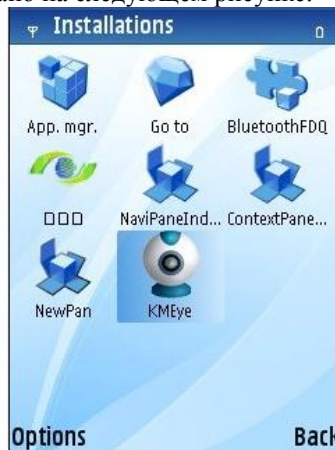 Installations
App. mgr.
Go to
BluetoothFDQ
□□□
NaviPaneInd...
ContextPane...
NewPan
KMEye
Options
Back